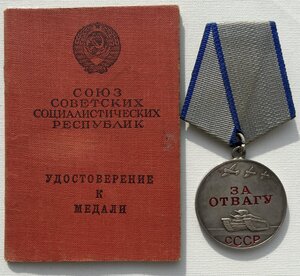 СОЮЗ
СОВЕТСКИХ
СОЦИАЛИСТИЧЕСКИХ
РЕСПУБЛИК
УДОСТОВЕРЕНИЕ
К
МЕДАЛИ
ЗА
ОТВАГУ
СССР